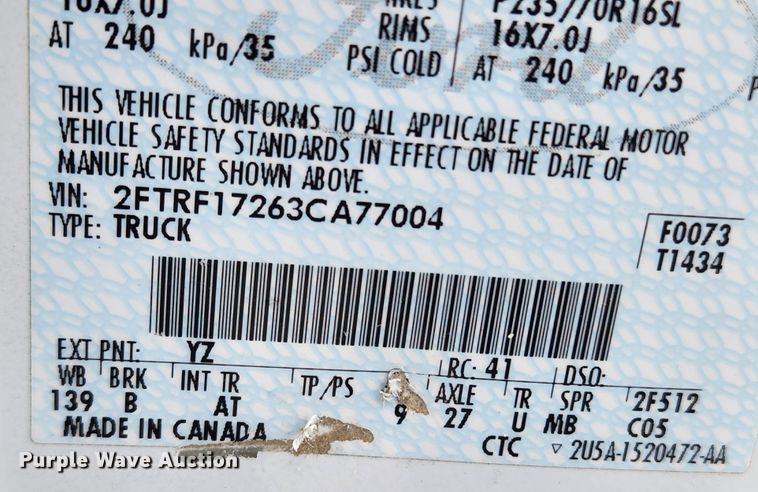 16X7.0J RIMS 16X7.0J
AT 240 kPa/35 PSI COLD AT 240 kPa/35
THIS VEHICLE CONFORMS TO ALL APPLICABLE FEDERAL MOTOR
VEHICLE SAFETY STANDARDS IN EFFECT ON THE DATE OF
MANUFACTURE SHOWN ABOVE.
VIN: 2FTRF17263CA77004
TYPE: TRUCK
F0073
T1434
EXT PNT: YZ RC: 41 DSO:
WB BRK INT TR TP/PS AXLE TR SPR 2F512
139 B AT 9 27 U MB C05
MADE IN CANADA CTC ▽ 2U5A-1520472-AA
Purple Wave Auction